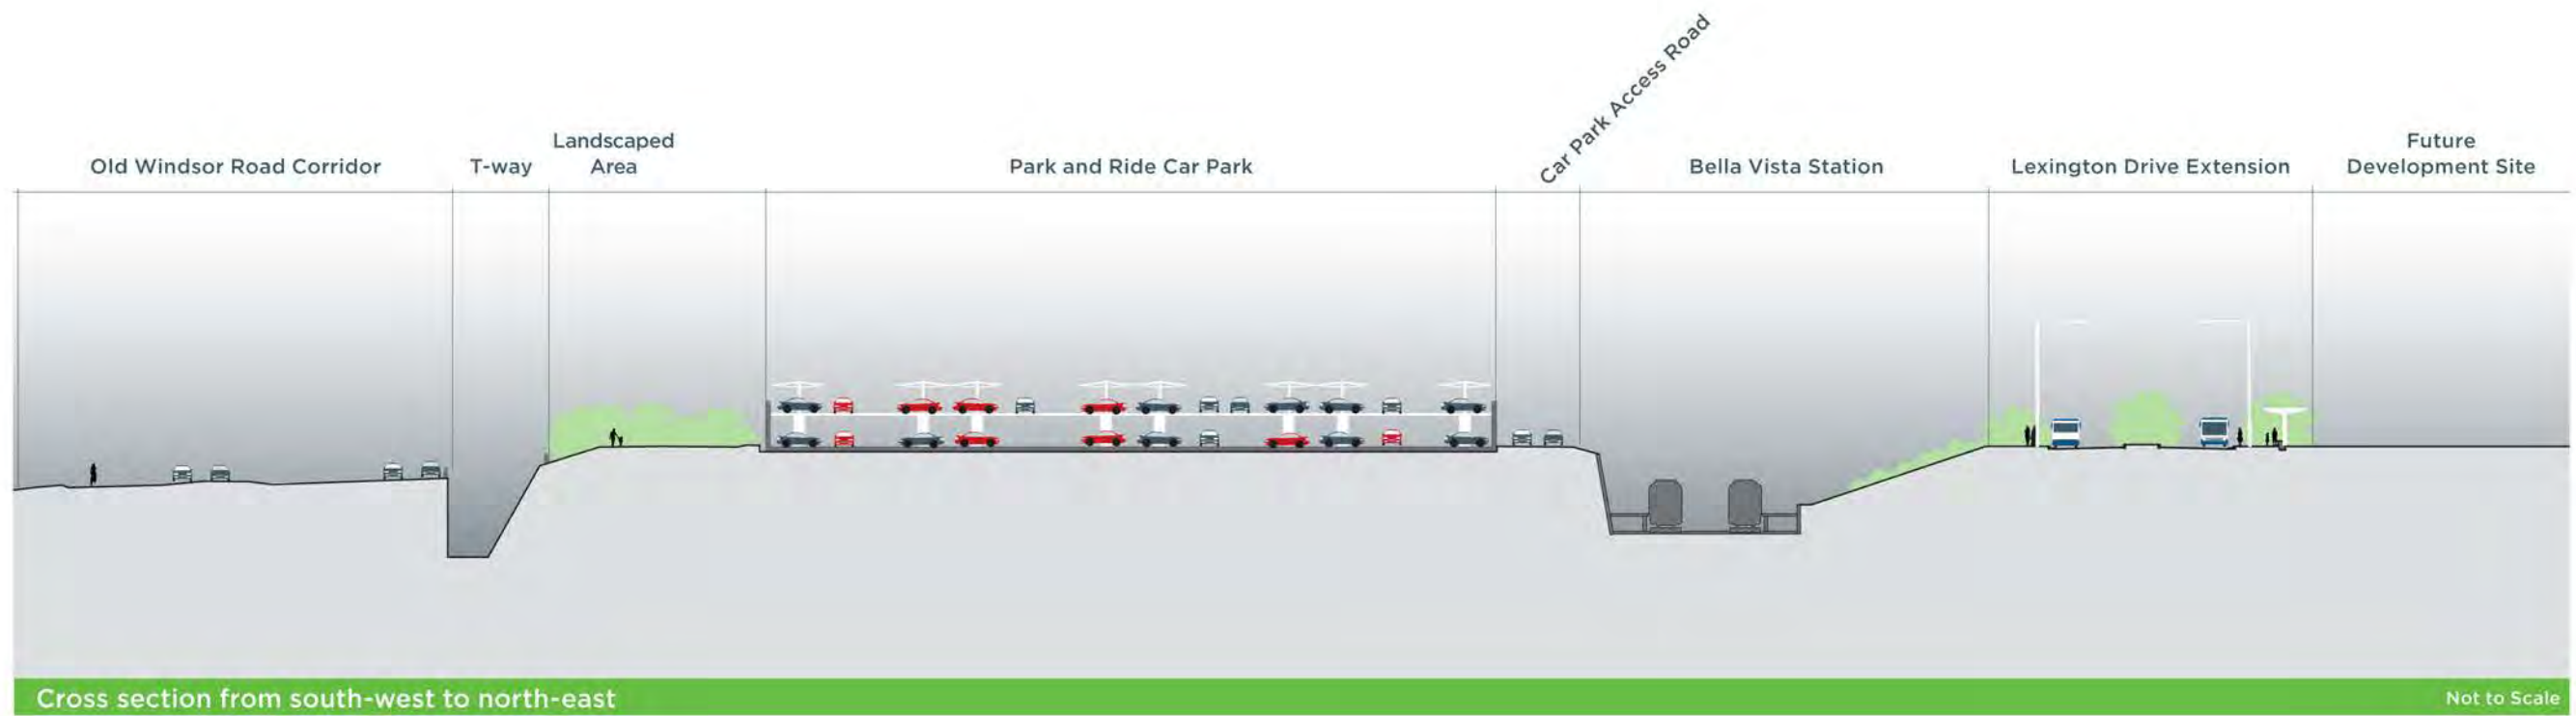 Car Park Access Road
Landscaped
Area
Future
Development Site
Old Windsor Road Corridor
T-way
Park and Ride Car Park
Bella Vista Station
Lexington Drive Extension
Cross section from south-west to north-east
Not to Scale